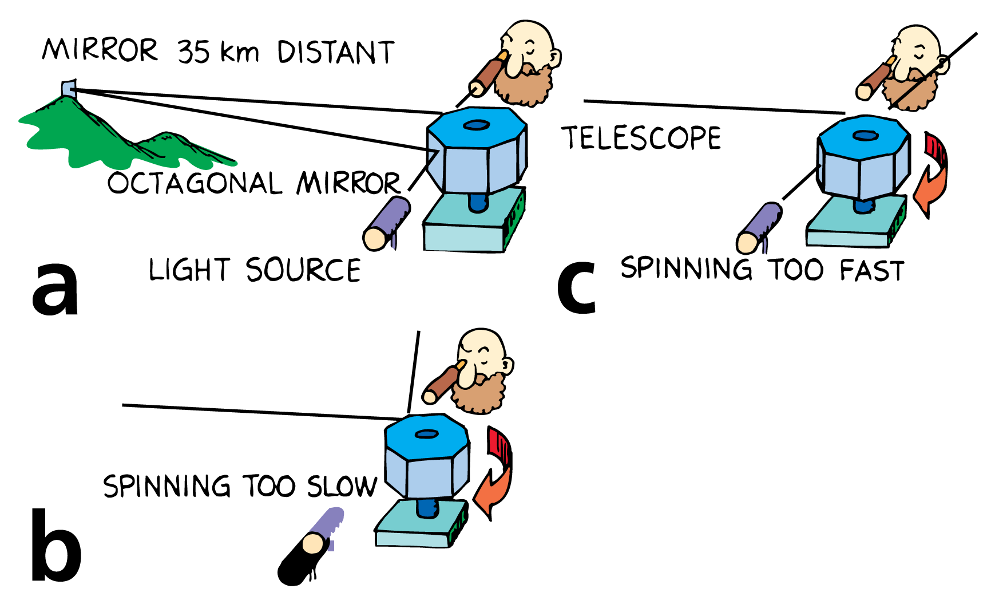 MIRROR 35 km DISTANT
OCTAGONAL MIRROR
LIGHT SOURCE
a
TELESCOPE
SPINNING TOO FAST
c
SPINNING TOO SLOW
b